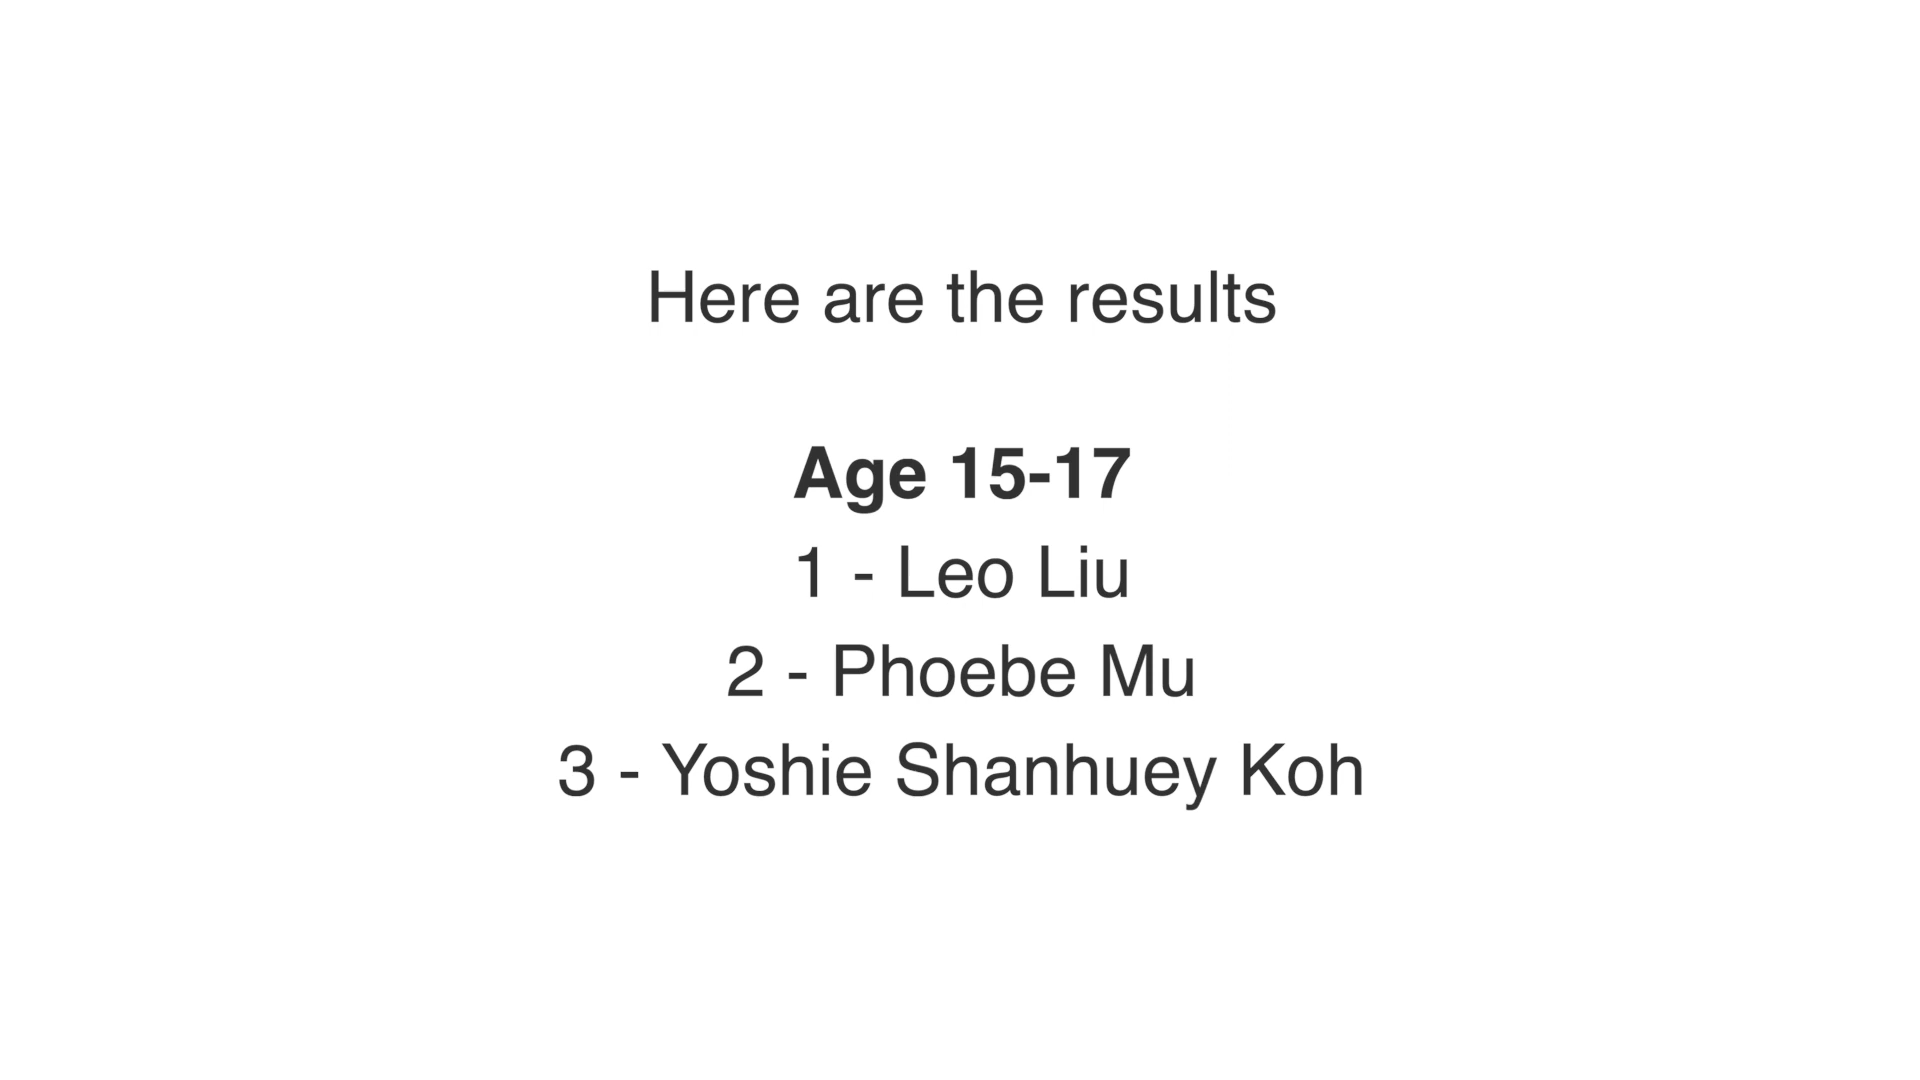 Here are the results
Age 15-17
1 - Leo Liu
2 - Phoebe Mu
3 - Yoshie Shanhuey Koh